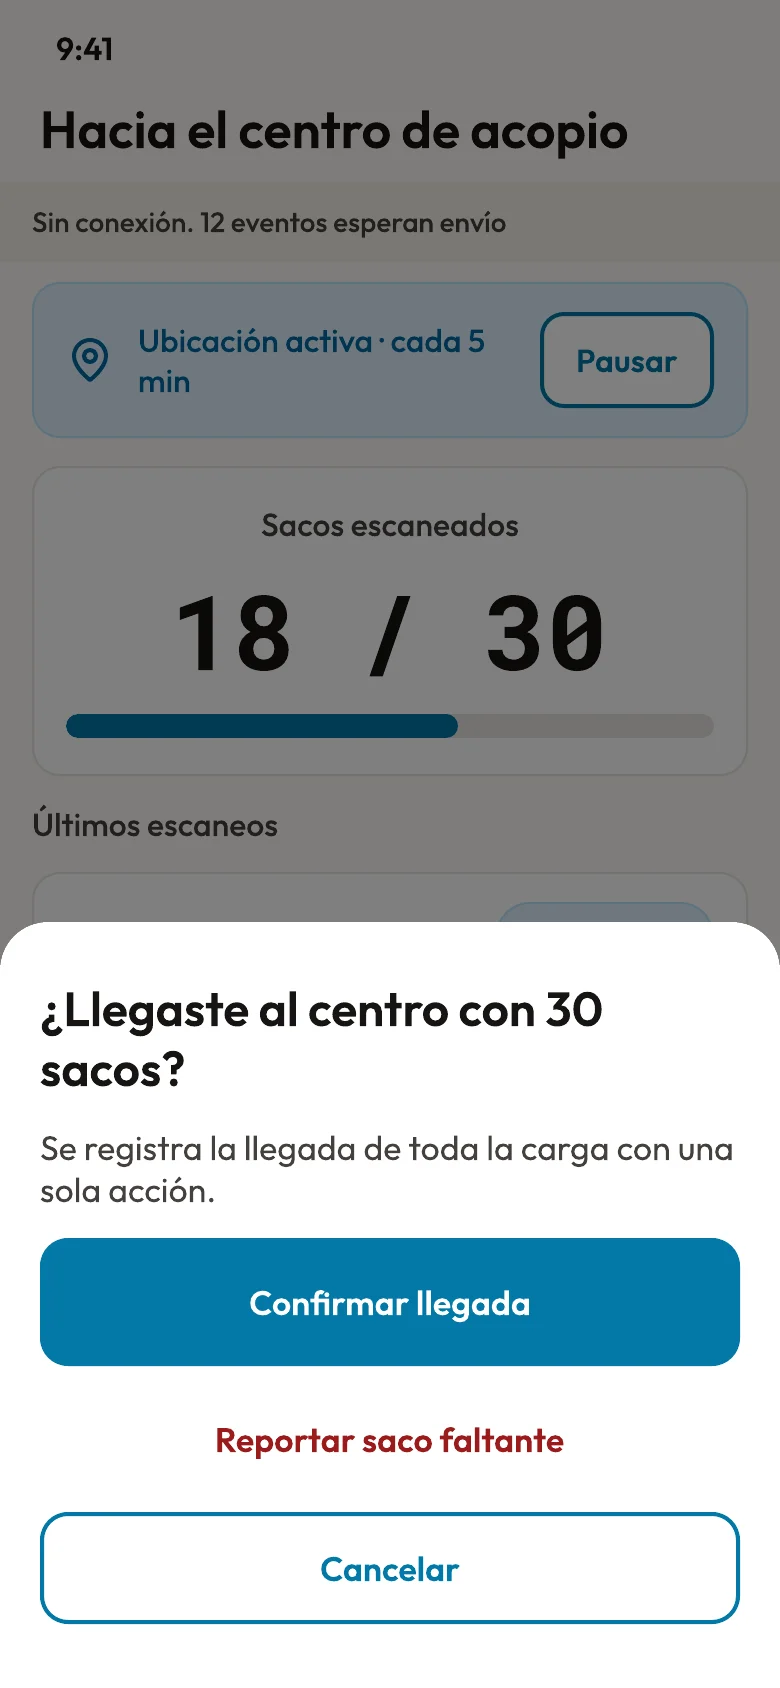 9:41
Hacia el centro de acopio
Sin conexión. 12 eventos esperan envío
Ubicación activa · cada 5
min
Pausar
Sacos escaneados
18 / 30
Últimos escaneos
¿Llegaste al centro con 30
sacos?
Se registra la llegada de toda la carga con una
sola acción.
Confirmar llegada
Reportar saco faltante
Cancelar